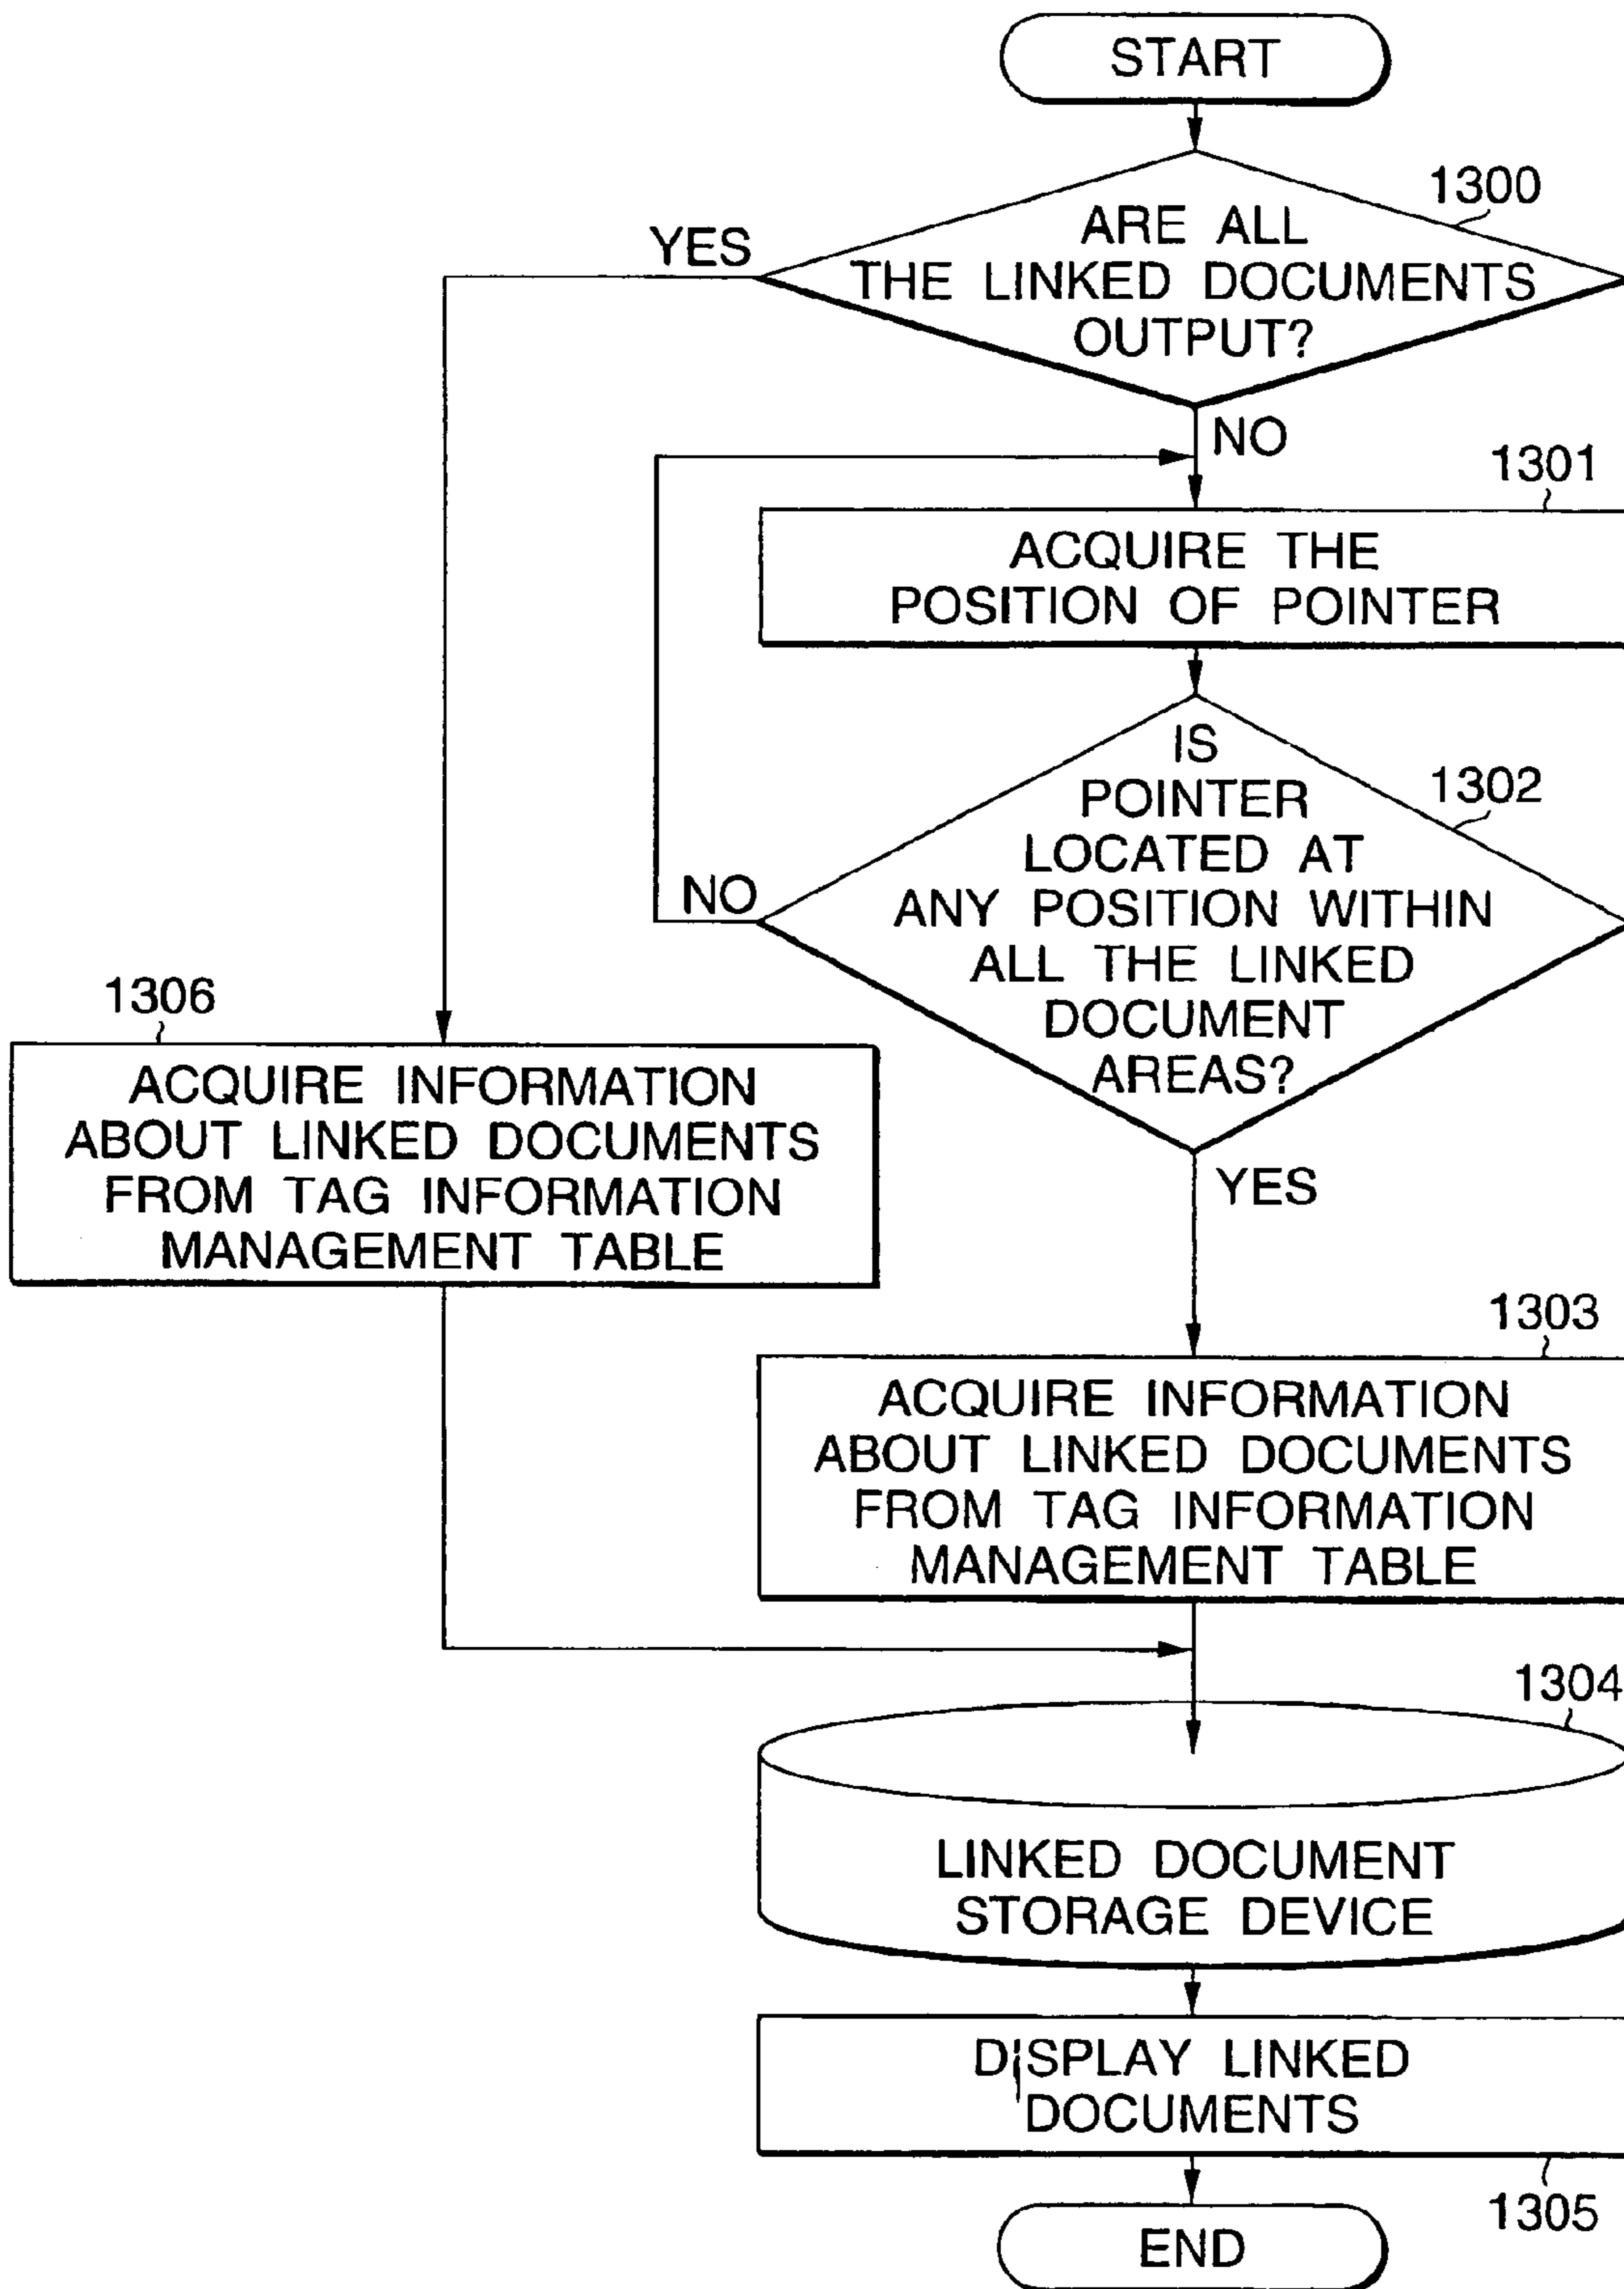 START
1300
ARE ALL
THE LINKED DOCUMENTS
OUTPUT?
YES
NO
1301
ACQUIRE THE
POSITION OF POINTER
1302
IS
POINTER
LOCATED AT
ANY POSITION WITHIN
ALL THE LINKED
DOCUMENT
AREAS?
NO
YES
1306
ACQUIRE INFORMATION
ABOUT LINKED DOCUMENTS
FROM TAG INFORMATION
MANAGEMENT TABLE
1303
ACQUIRE INFORMATION
ABOUT LINKED DOCUMENTS
FROM TAG INFORMATION
MANAGEMENT TABLE
1304
LINKED DOCUMENT
STORAGE DEVICE
DISPLAY LINKED
DOCUMENTS
1305
END